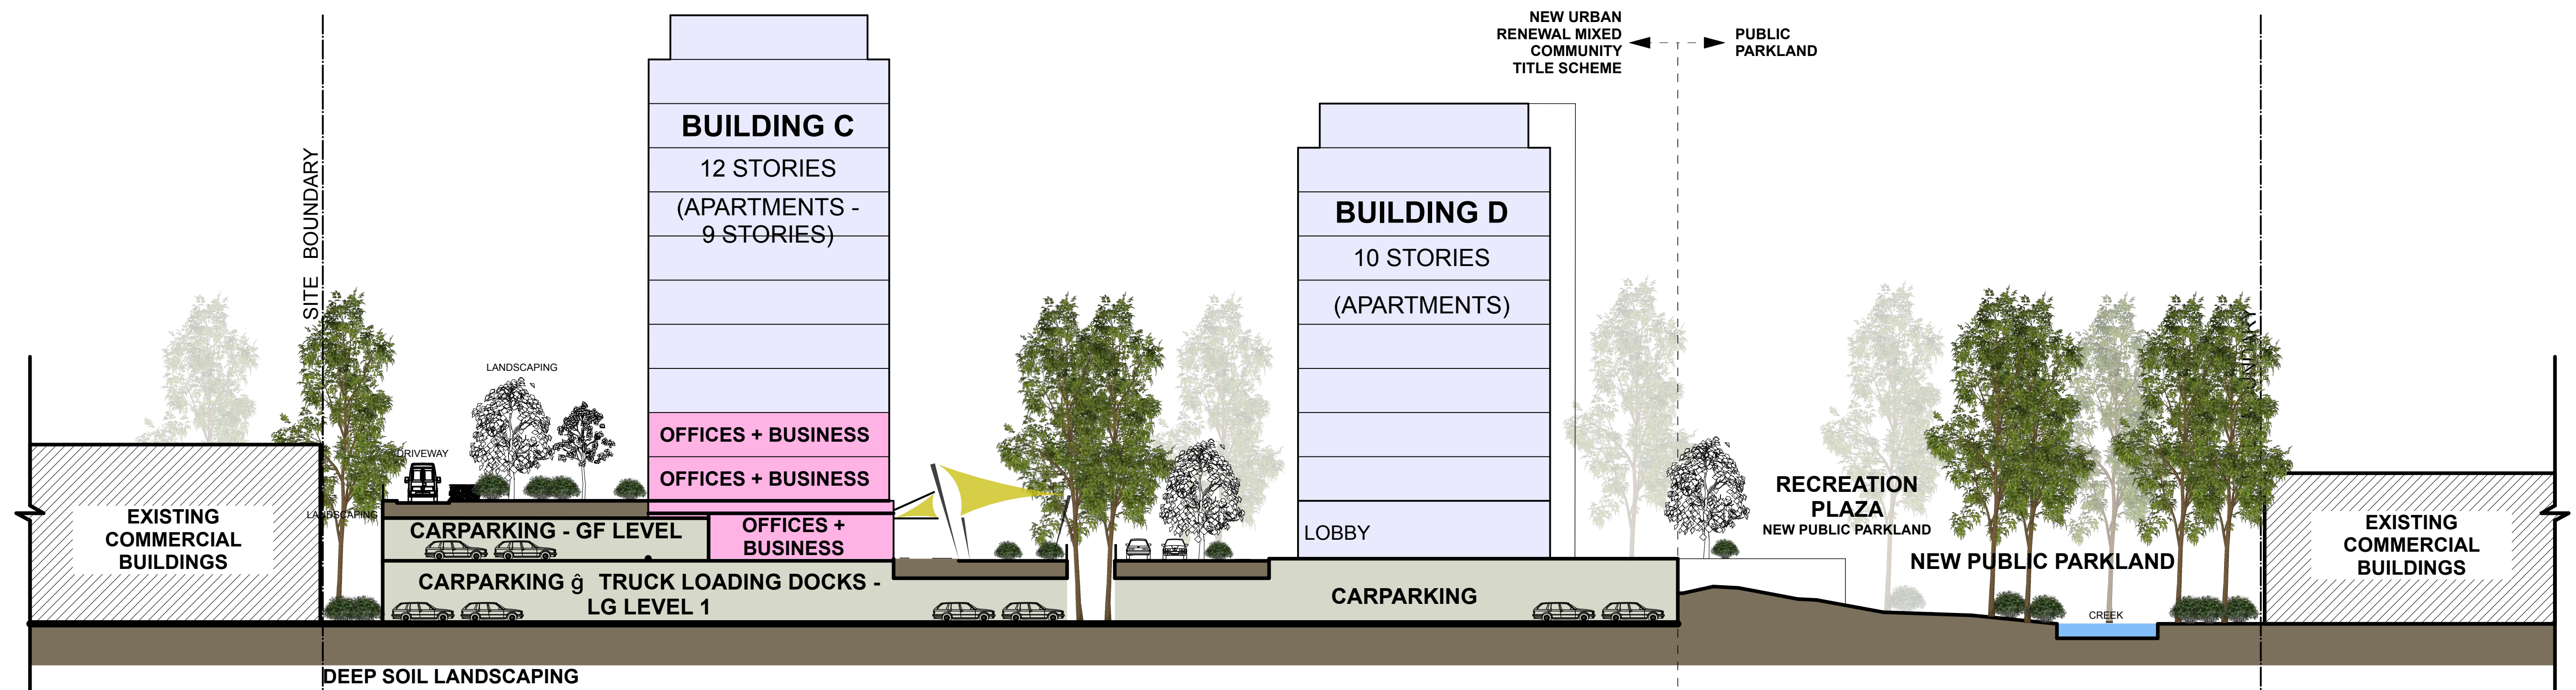 NEW URBAN
RENEWAL MIXED
COMMUNITY
TITLE SCHEME
PUBLIC
PARKLAND
SITE BOUNDARY
BUILDING C
12 STORIES
(APARTMENTS -
9 STORIES)
OFFICES + BUSINESS
OFFICES + BUSINESS
OFFICES +
BUSINESS
BUILDING D
10 STORIES
(APARTMENTS)
LOBBY
LANDSCAPING
DRIVEWAY
LANDSCAPING
EXISTING
COMMERCIAL
BUILDINGS
CARPARKING - GF LEVEL
CARPARKING ĝ TRUCK LOADING DOCKS -
LG LEVEL 1
CARPARKING
RECREATION
PLAZA
NEW PUBLIC PARKLAND
NEW PUBLIC PARKLAND
CREEK
EXISTING
COMMERCIAL
BUILDINGS
DEEP SOIL LANDSCAPING